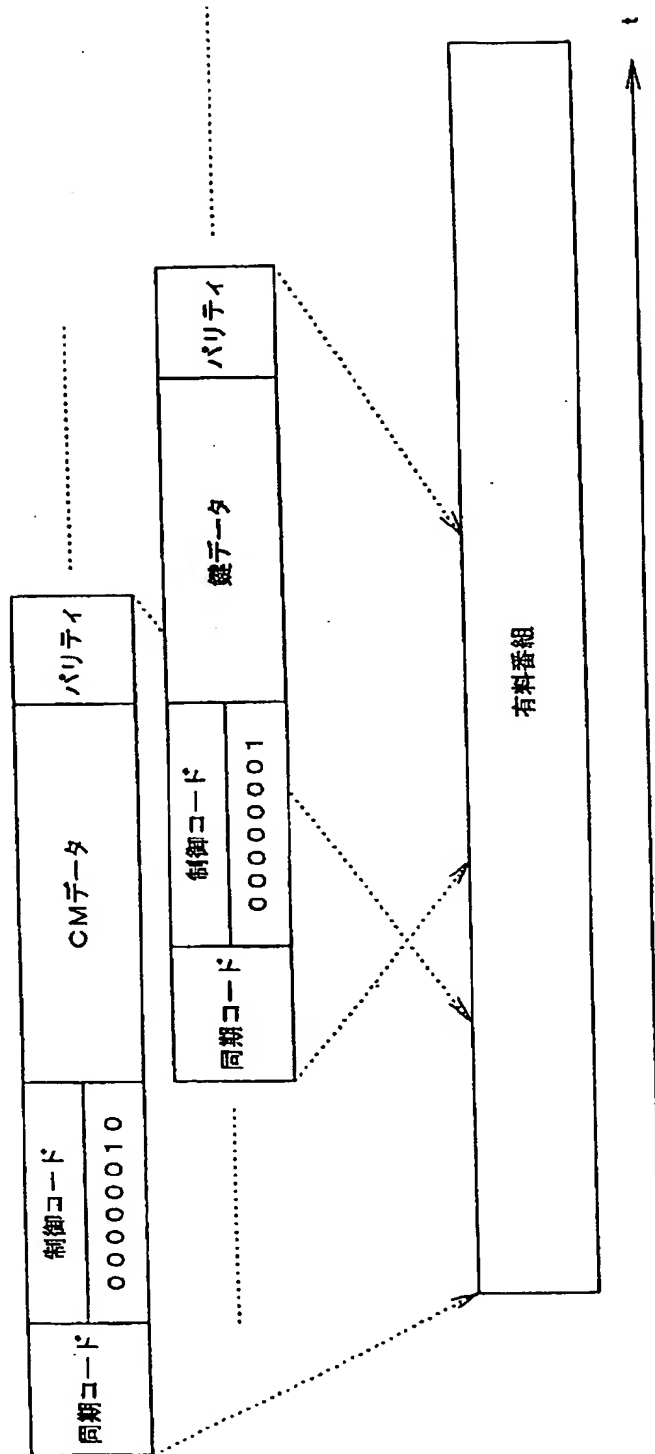 同期コード
制御コード
00000010
CMデータ
パリティ
同期コード
制御コード
00000001
鍵データ
パリティ
有料番組
t